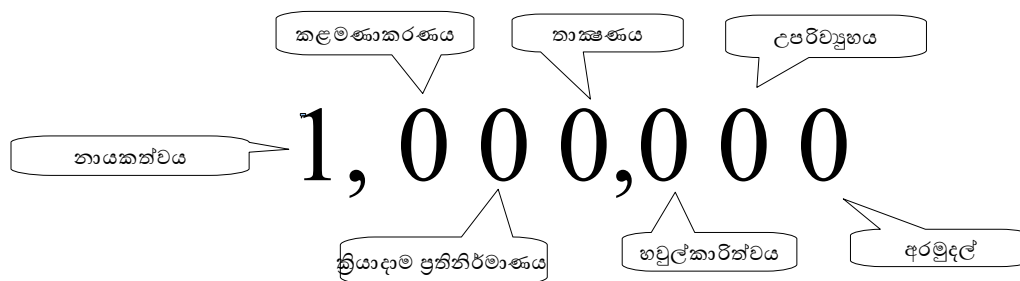 කළමණාකරණය
තාක්‍ෂණය
උපරිව්‍යුහය
නායකත්වය
1, 0 0 0,0 0 0
ක්‍රියාදාම ප්‍රතිනිර්මාණය
හවුල්කාරිත්වය
අරමුදල්